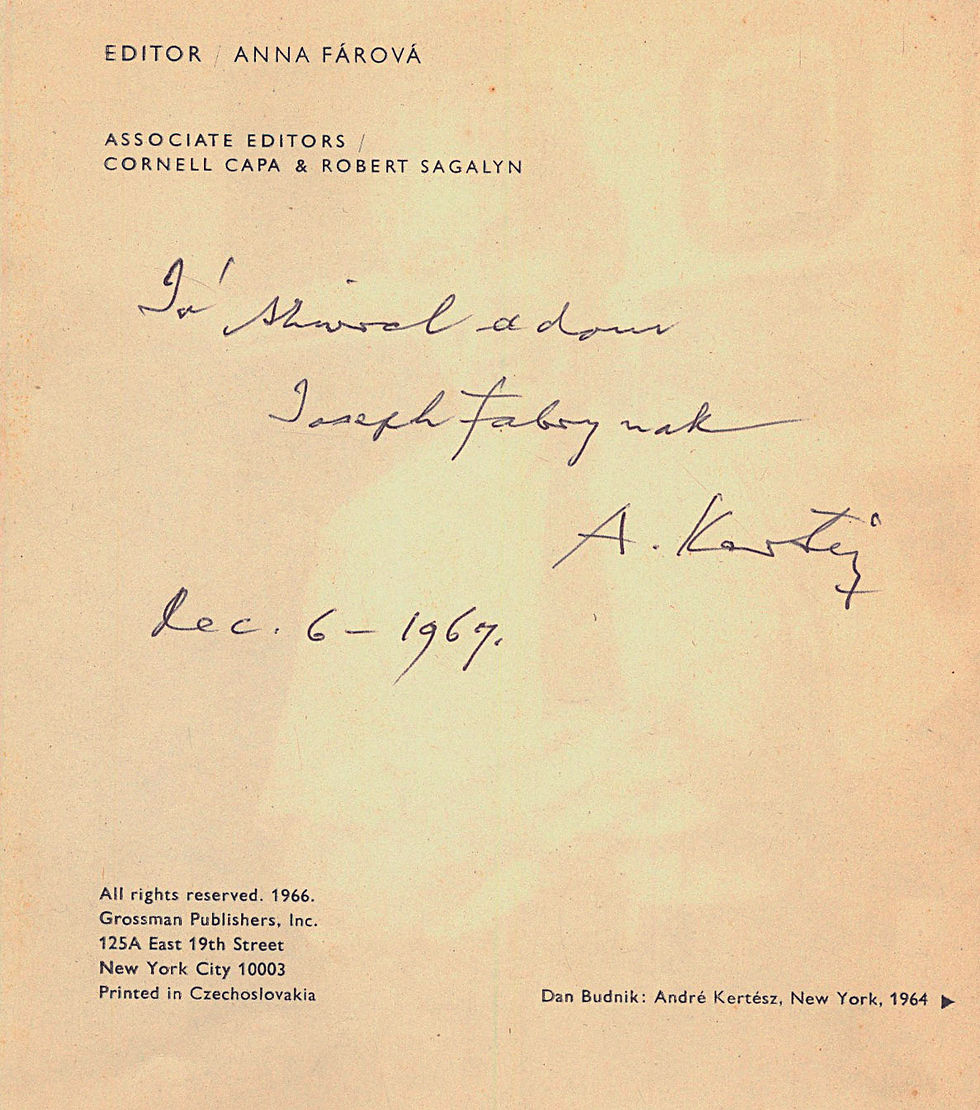 EDITOR / ANNA FÁROVÁ
ASSOCIATE EDITORS /
CORNELL CAPA & ROBERT SAGALYN
Jó szívvel adom
Joseph Fabry nak
A. Kertész
Dec. 6 – 1967.
All rights reserved. 1966.
Grossman Publishers, Inc.
125A East 19th Street
New York City 10003
Printed in Czechoslovakia
Dan Budnik: André Kertész, New York, 1964 ▶